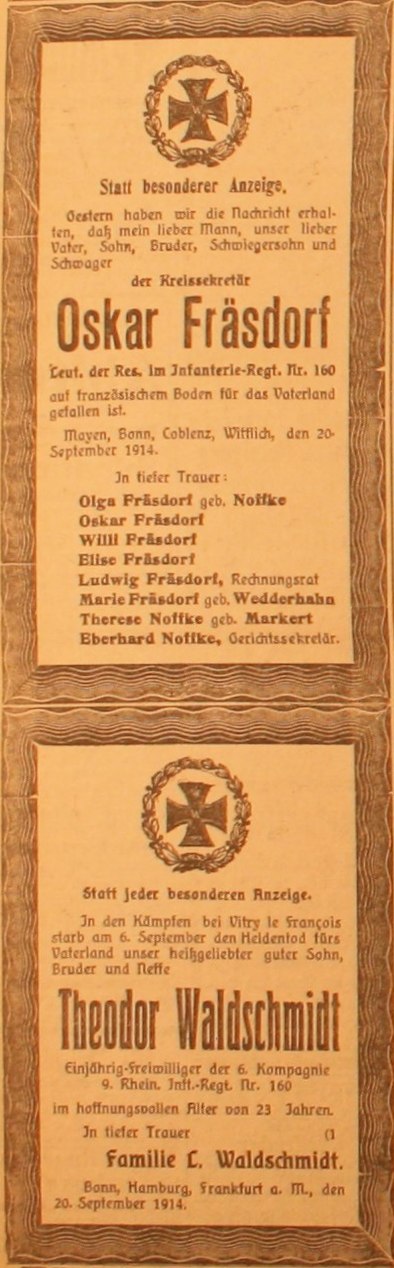 Statt besonderer Anzeige.
Gestern haben wir die Nachricht erhal-
ten, daß mein lieber Mann, unser lieber
Vater, Sohn, Bruder, Schwiegersohn und
Schwager
der Kreissekretär
Oskar Fräsdorf
Leut. der Res. im Infanterie-Regt. Nr. 160
auf französischem Boden für das Vaterland
gefallen ist.
Mayen, Bonn, Coblenz, Wittlich, den 20.
September 1914.
In tiefer Trauer:
Olga Fräsdorf geb. Noffke
Oskar Fräsdorf
Willi Fräsdorf
Elise Fräsdorf
Ludwig Fräsdorf, Rechnungsrat
Marie Fräsdorf geb. Wedderhahn
Therese Noffke geb. Markert
Eberhard Noffke, Gerichtssekretär.
Statt jeder besonderen Anzeige.
In den Kämpfen bei Vitry le François
starb am 6. September den Heldentod fürs
Vaterland unser heißgeliebter guter Sohn,
Bruder und Neffe
Theodor Waldschmidt
Einjährig-Freiwilliger der 6. Kompagnie
9. Rhein. Inft.-Regt. Nr. 160
im hoffnungsvollen Alter von 23 Jahren.
In tiefer Trauer (1
Familie L. Waldschmidt.
Bonn, Hamburg, Frankfurt a. M., den
20. September 1914.